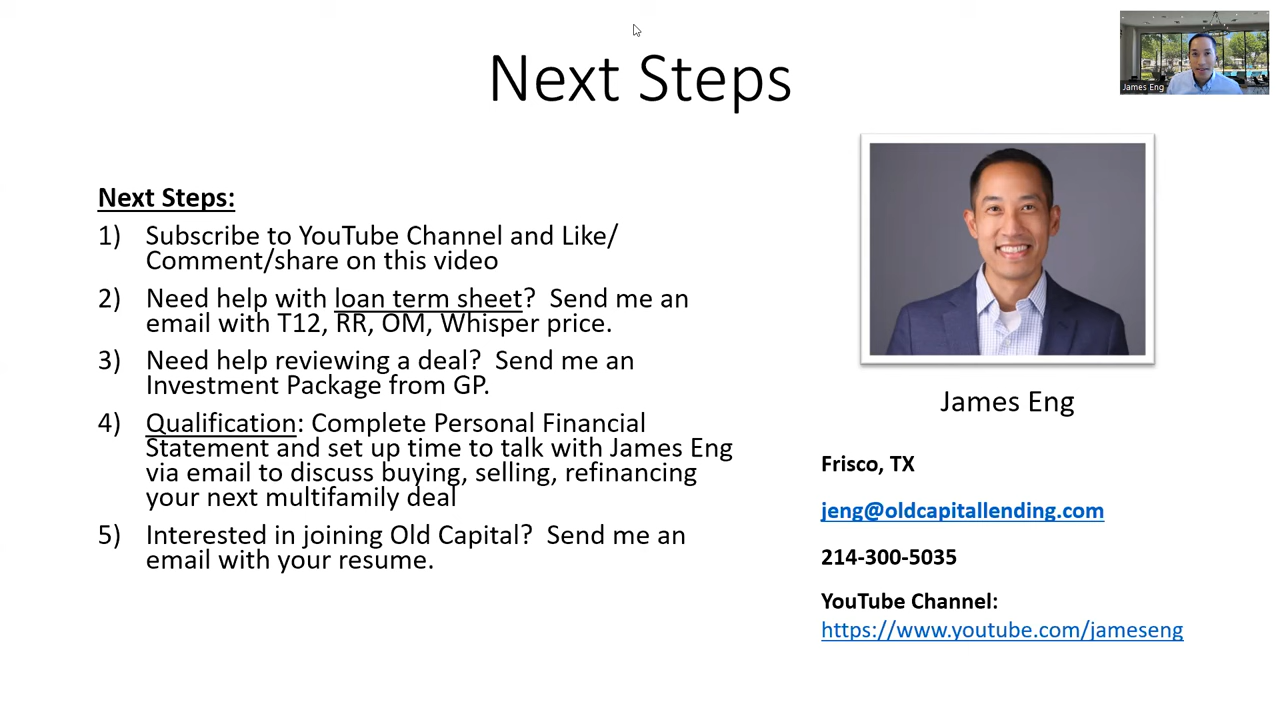 Next Steps
James Eng
Next Steps:
1) Subscribe to YouTube Channel and Like/
Comment/share on this video
2) Need help with loan term sheet? Send me an
email with T12, RR, OM, Whisper price.
3) Need help reviewing a deal? Send me an
Investment Package from GP.
4) Qualification: Complete Personal Financial
Statement and set up time to talk with James Eng
via email to discuss buying, selling, refinancing
your next multifamily deal
5) Interested in joining Old Capital? Send me an
email with your resume.
James Eng
Frisco, TX
jeng@oldcapitallending.com
214-300-5035
YouTube Channel:
https://www.youtube.com/jameseng